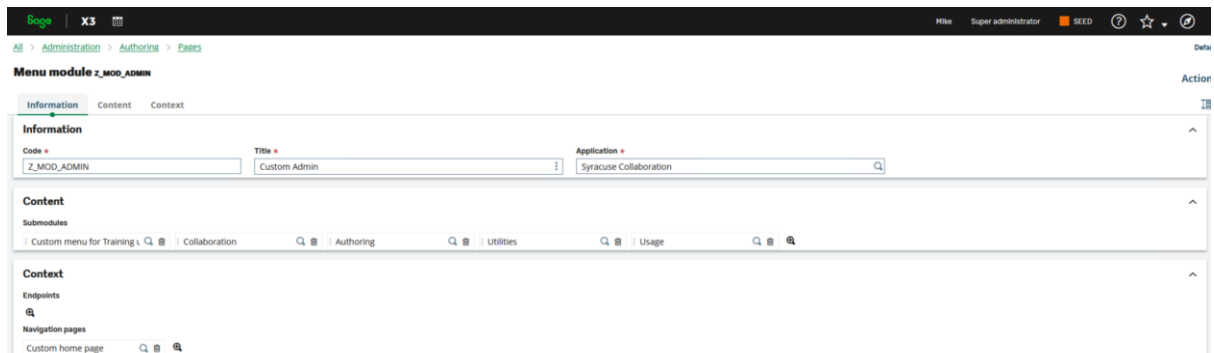 Sage X3 Mike Super administrator SEED
All > Administration > Authoring > Pages Defa
Menu module Z_MOD_ADMIN
Action
Information Content Context
Information
Code * Title * Application *
Z_MOD_ADMIN Custom Admin Syracuse Collaboration
Content
Submodules
Custom menu for Training u Collaboration Authoring Utilities Usage
Context
Endpoints
Navigation pages
Custom home page